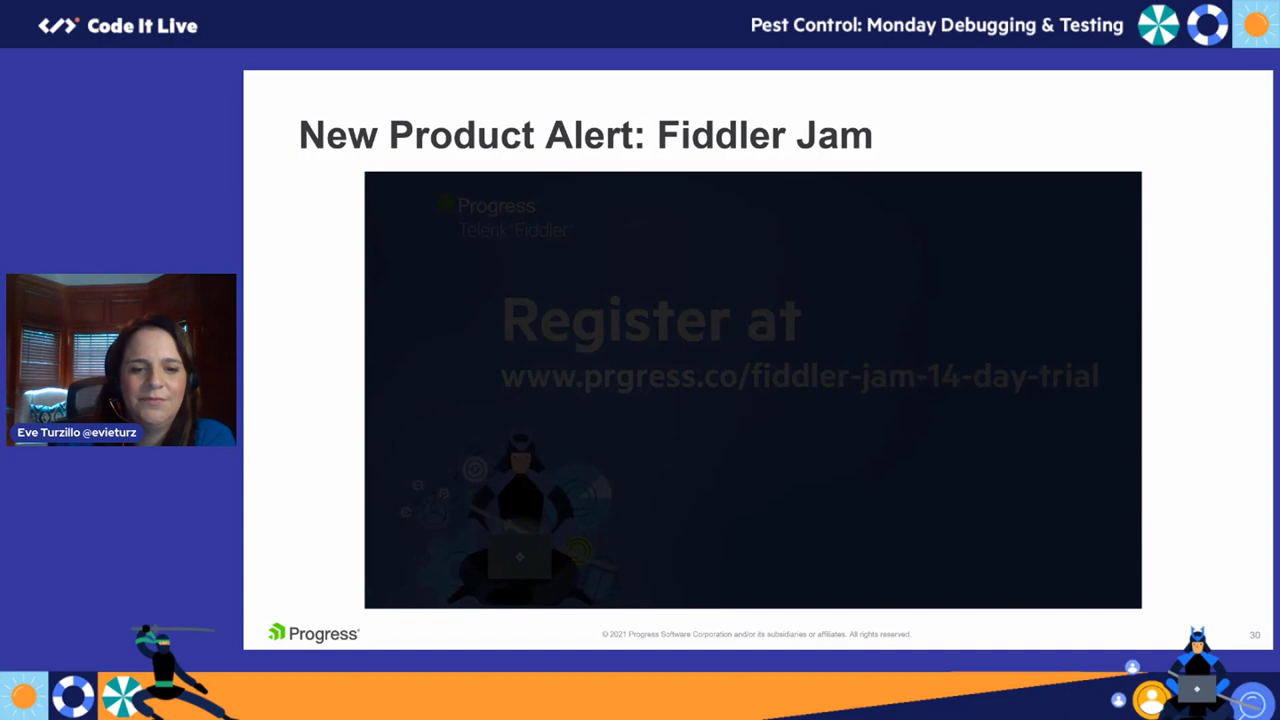 Code It Live
Pest Control: Monday Debugging & Testing
New Product Alert: Fiddler Jam
Progress
Telerik Fiddler
Register at
www.prgress.co/fiddler-jam-14-day-trial
Eve Turzillo @evieturz
Progress
© 2021 Progress Software Corporation and/or its subsidiaries or affiliates. All rights reserved.
30